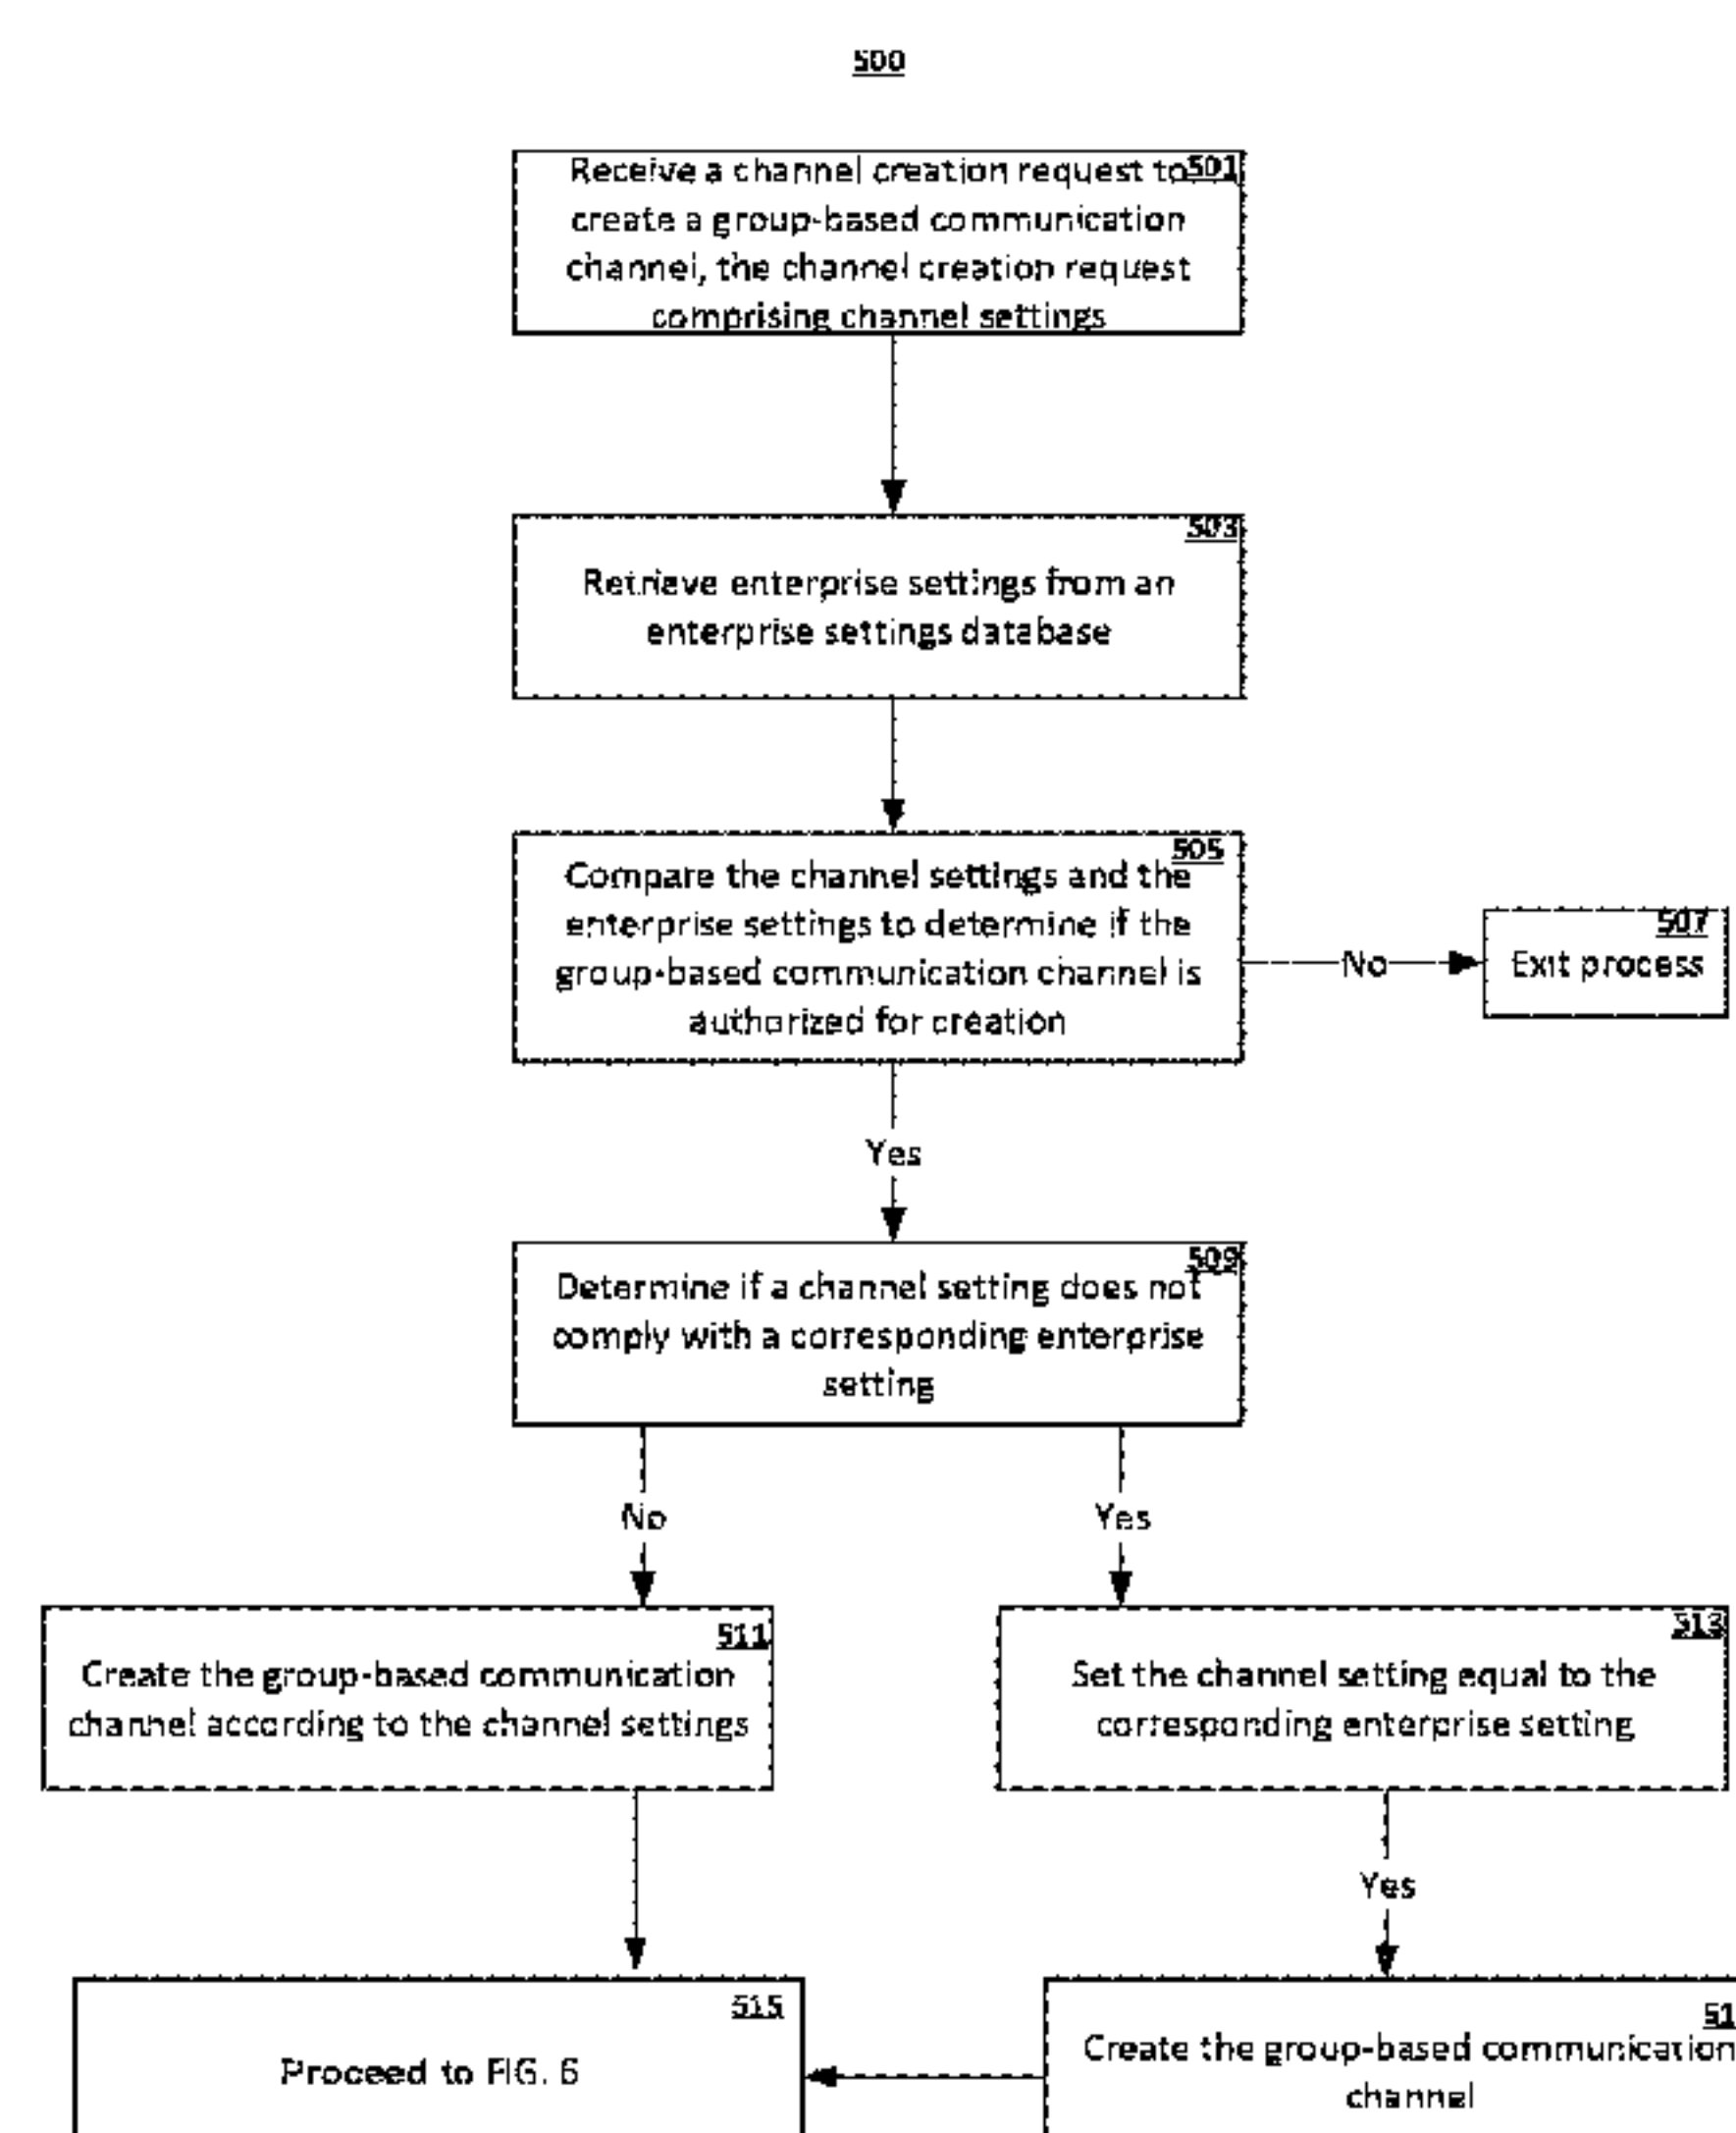 500
501
Receive a channel creation request to
create a group-based communication
channel, the channel creation request
comprising channel settings
503
Retrieve enterprise settings from an
enterprise settings database
505
Compare the channel settings and the
enterprise settings to determine if the
group-based communication channel is
authorized for creation
No
507
Exit process
Yes
509
Determine if a channel setting does not
comply with a corresponding enterprise
setting
No
Yes
511
Create the group-based communication
channel according to the channel settings
513
Set the channel setting equal to the
corresponding enterprise setting
Yes
515
Proceed to FIG. 6
51
Create the group-based communication
channel